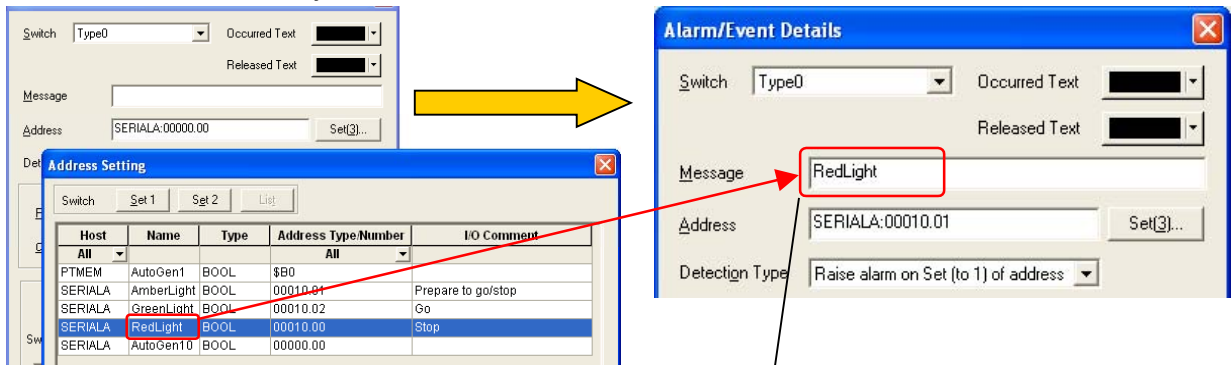 Switch Type0 Occurred Text
Released Text
Message
Address SERIALA:00000.00 Set(3)...
Det
Address Setting
Switch Set 1 Set 2 List
Host Name Type Address Type/Number I/O Comment
All All
PTMEM AutoGen1 BOOL $B0
SERIALA AmberLight BOOL 00010.01 Prepare to go/stop
SERIALA GreenLight BOOL 00010.02 Go
SERIALA RedLight BOOL 00010.00 Stop
SERIALA AutoGen10 BOOL 00000.00
Sw
Alarm/Event Details
Switch Type0 Occurred Text
Released Text
Message RedLight
Address SERIALA:00010.01 Set(3)...
Detection Type Raise alarm on Set (to 1) of address